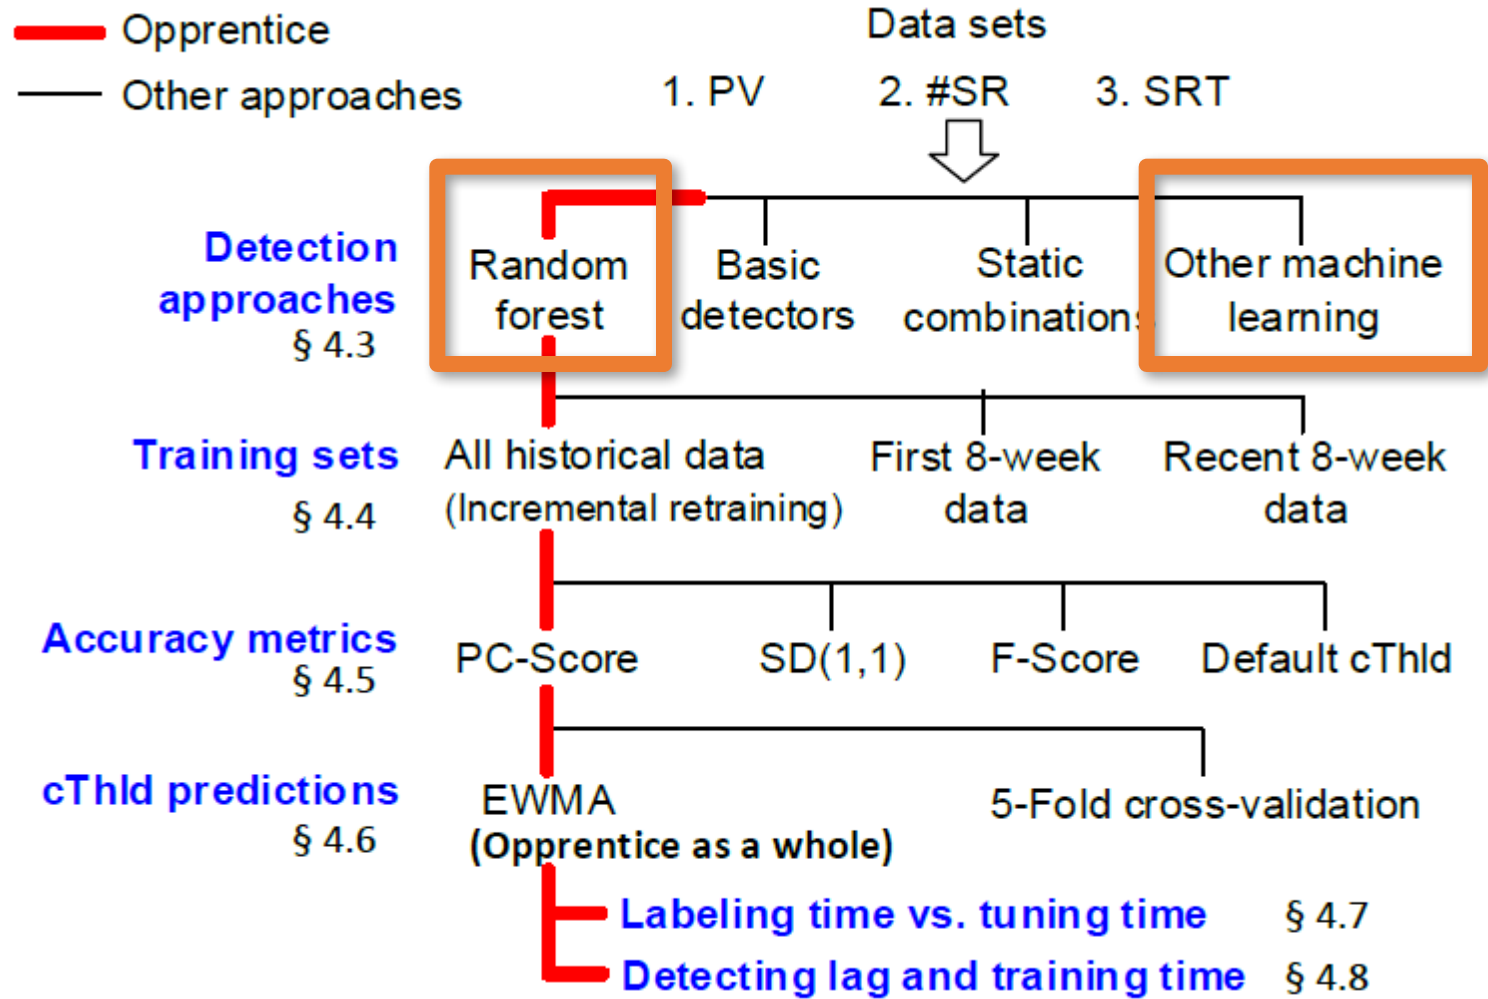 Opprentice
Other approaches
Data sets
1. PV
2. #SR
3. SRT
Detection
approaches
§ 4.3
Random
forest
Basic
detectors
Static
combinations
Other machine
learning
Training sets
§ 4.4
All historical data
(Incremental retraining)
First 8-week
data
Recent 8-week
data
Accuracy metrics
§ 4.5
PC-Score
SD(1,1)
F-Score
Default cThld
cThld predictions
§ 4.6
EWMA
(Opprentice as a whole)
5-Fold cross-validation
Labeling time vs. tuning time § 4.7
Detecting lag and training time § 4.8